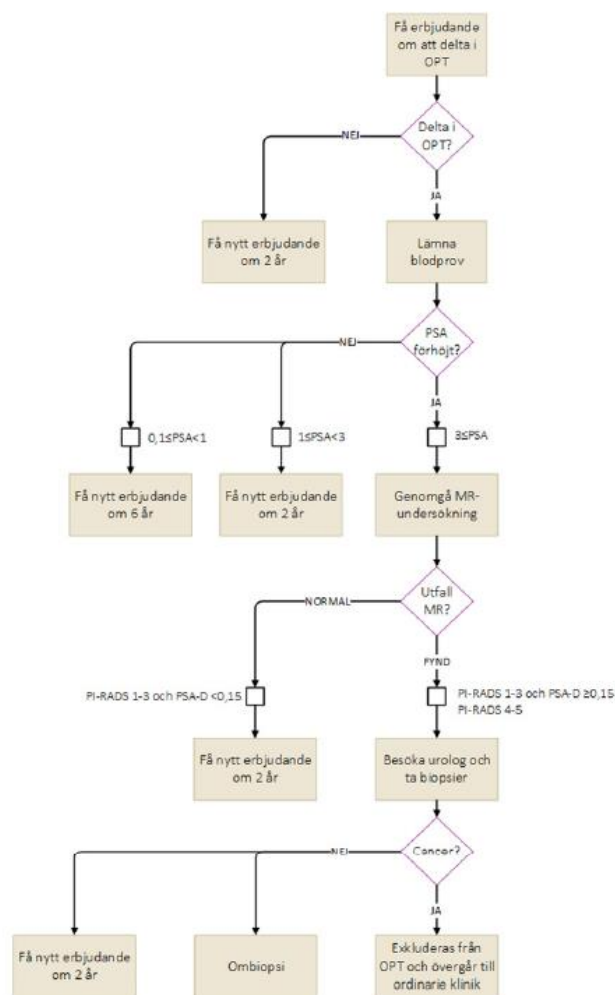 Få erbjudande
om att delta i
OPT
Delta i
OPT?
NEJ
JA
Få nytt erbjudande
om 2 år
Lämna
blodprov
PSA
förhöjt?
NEJ
JA
0,1≤PSA<1
1≤PSA<3
3≤PSA
Få nytt erbjudande
om 6 år
Få nytt erbjudande
om 2 år
Genomgå MR-
undersökning
Utfall
MR?
NORMAL
FYND
PI-RADS 1-3 och PSA-D <0,15
PI-RADS 1-3 och PSA-D ≥0,15
PI-RADS 4-5
Få nytt erbjudande
om 2 år
Besöka urolog och
ta biopsier
Cancer?
NEJ
JA
Få nytt erbjudande
om 2 år
Ombiopsi
Exkluderas från
OPT och övergår till
ordinarie klinik